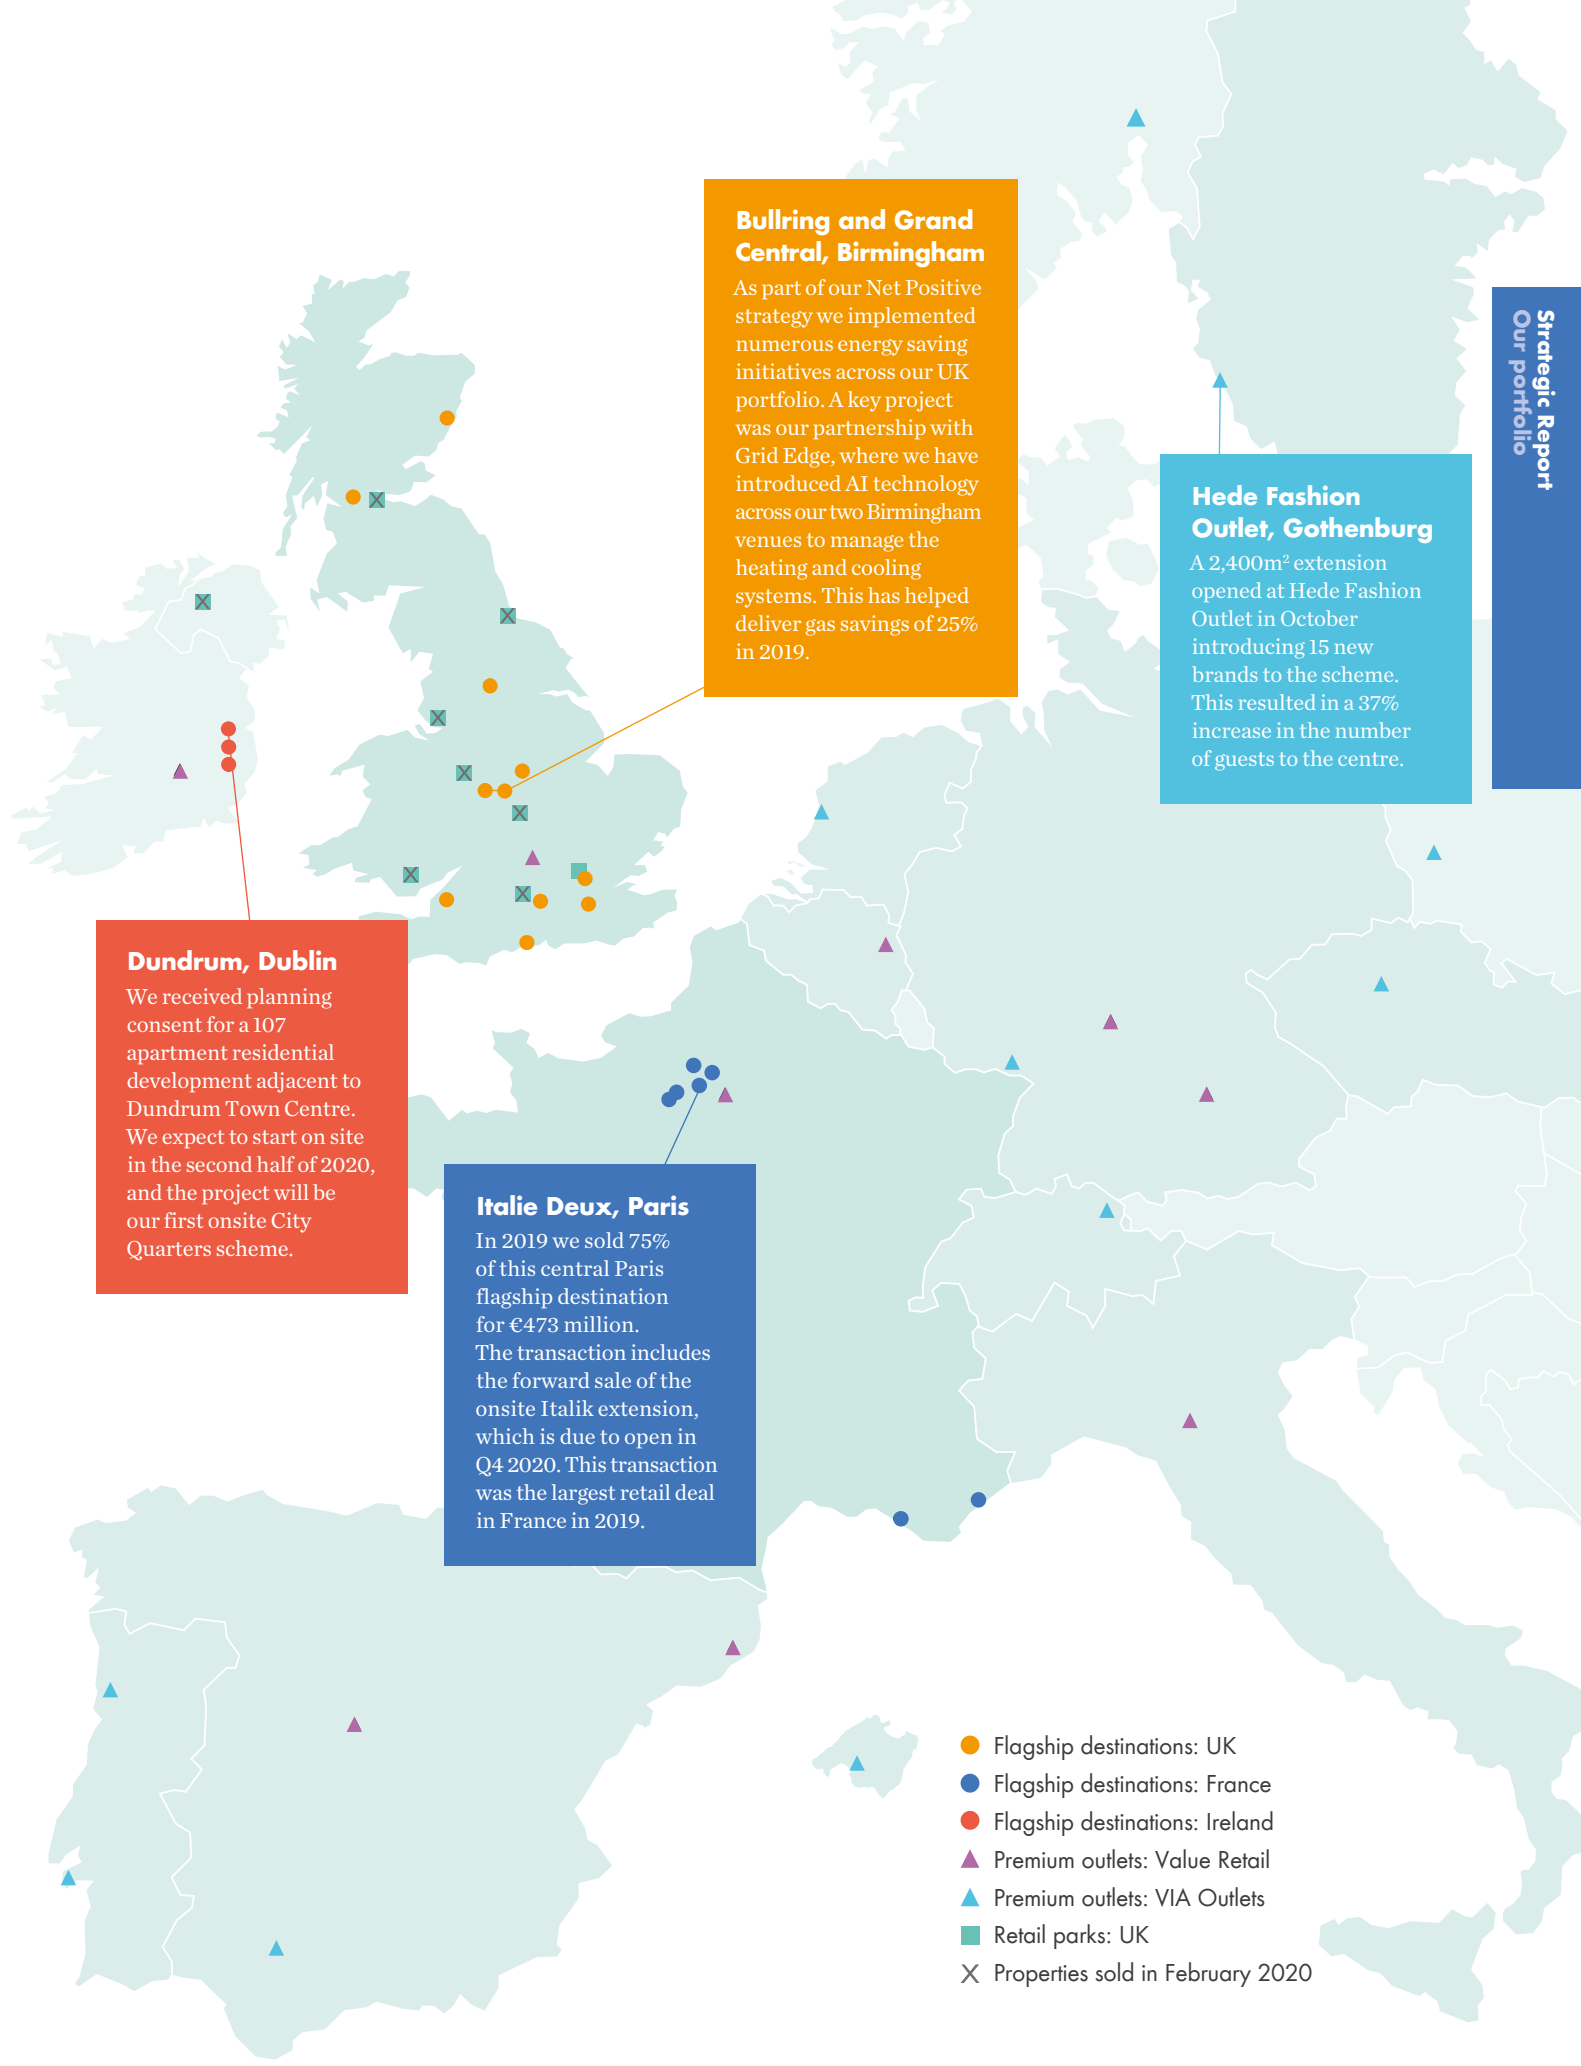 Strategic Report
Our portfolio
Bullring and Grand
Central, Birmingham
As part of our Net Positive
strategy we implemented
numerous energy saving
initiatives across our UK
portfolio. A key project
was our partnership with
Grid Edge, where we have
introduced AI technology
across our two Birmingham
venues to manage the
heating and cooling
systems. This has helped
deliver gas savings of 25%
in 2019.
Hede Fashion
Outlet, Gothenburg
A 2,400m² extension
opened at Hede Fashion
Outlet in October
introducing 15 new
brands to the scheme.
This resulted in a 37%
increase in the number
of guests to the centre.
Dundrum, Dublin
We received planning
consent for a 107
apartment residential
development adjacent to
Dundrum Town Centre.
We expect to start on site
in the second half of 2020,
and the project will be
our first onsite City
Quarters scheme.
Italie Deux, Paris
In 2019 we sold 75%
of this central Paris
flagship destination
for €473 million.
The transaction includes
the forward sale of the
onsite Italik extension,
which is due to open in
Q4 2020. This transaction
was the largest retail deal
in France in 2019.
Flagship destinations: UK
Flagship destinations: France
Flagship destinations: Ireland
Premium outlets: Value Retail
Premium outlets: VIA Outlets
Retail parks: UK
Properties sold in February 2020